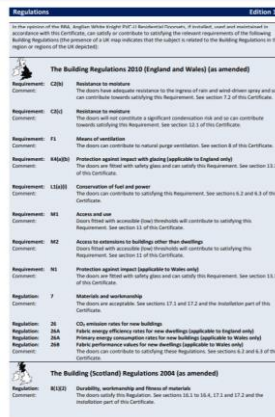 Regulations Edition
In the opinion of the BBA, Anglian White Knight PVC-U Residential Doorsets, if installed, used and maintained in
accordance with this Certificate, can satisfy or contribute to satisfying the relevant requirements of the following
Building Regulations (the presence of a UK map indicates that the subject is related to the Building Regulations in the
region or regions of the UK depicted):
The Building Regulations 2010 (England and Wales) (as amended)
Requirement: C2(b) Resistance to moisture
Comment: The doors have adequate resistance to the ingress of rain and wind-driven spray and so
can contribute towards satisfying this Requirement. See section 7.2 of this Certificate.
Requirement: C2(c) Resistance to moisture
Comment: The doors will not constitute a significant condensation risk and so can contribute
towards satisfying this Requirement. See section 12.1 of this Certificate.
Requirement: F1 Means of ventilation
Comment: The doors can contribute to natural purge ventilation. See section 8 of this Certificate.
Requirement: K4(a)(b) Protection against impact with glazing (applicable to England only)
Comment: The doors are fitted with safety glass and can satisfy this Requirement. See section 13.
of this Certificate.
Requirement: L1(a)(i) Conservation of fuel and power
Comment: The doors can contribute to satisfying this Requirement. See sections 6.2 and 6.3 of this
Certificate.
Requirement: M1 Access and use
Comment: Doors fitted with accessible (low) thresholds will contribute to satisfying this
Requirement. See section 11 of this Certificate.
Requirement: M2 Access to extensions to buildings other than dwellings
Comment: Doors fitted with accessible (low) thresholds will contribute to satisfying this
Requirement. See section 11 of this Certificate.
Requirement: N1 Protection against impact (applicable to Wales only)
Comment: The doors are fitted with safety glass and can satisfy this Requirement. See section 13.
of this Certificate.
Regulation: 7 Materials and workmanship
Comment: The doors are acceptable. See sections 17.1 and 17.2 and the Installation part of this
Certificate.
Regulation: 26 CO₂ emission rates for new buildings
Regulation: 26A Fabric energy efficiency rates for new dwellings (applicable to England only)
Regulation: 26A Primary energy consumption rates for new buildings (applicable to Wales only)
Regulation: 26B Fabric performance values for new dwellings (applicable to Wales only)
Comment: The doors can contribute to satisfying these Regulations. See sections 6.2 and 6.3 of this
Certificate.
The Building (Scotland) Regulations 2004 (as amended)
Regulation: 8(1)(2) Durability, workmanship and fitness of materials
Comment: The doors satisfy this Regulation. See sections 16.1 to 16.4, 17.1 and 17.2 and the
Installation part of this Certificate.